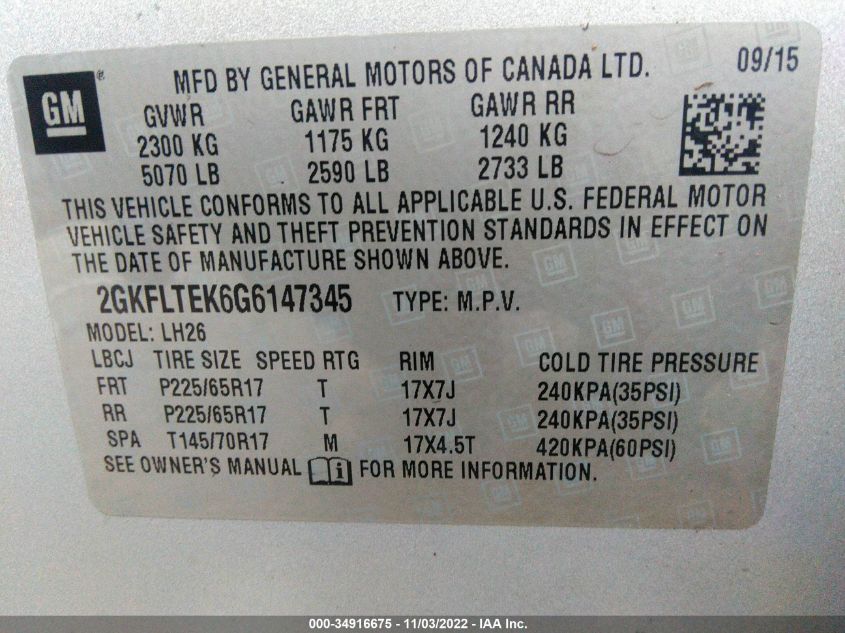 GM®
MFD BY GENERAL MOTORS OF CANADA LTD. 09/15
GVWR GAWR FRT GAWR RR
2300 KG 1175 KG 1240 KG
5070 LB 2590 LB 2733 LB
THIS VEHICLE CONFORMS TO ALL APPLICABLE U.S. FEDERAL MOTOR
VEHICLE SAFETY AND THEFT PREVENTION STANDARDS IN EFFECT ON
THE DATE OF MANUFACTURE SHOWN ABOVE.
2GKFLTEK6G6147345 TYPE: M.P.V.
MODEL: LH26
LBCJ TIRE SIZE SPEED RTG RIM COLD TIRE PRESSURE
FRT P225/65R17 T 17X7J 240KPA(35PSI)
RR P225/65R17 T 17X7J 240KPA(35PSI)
SPA T145/70R17 M 17X4.5T 420KPA(60PSI)
SEE OWNER'S MANUAL i FOR MORE INFORMATION.
000-34916675 - 11/03/2022 - IAA Inc.